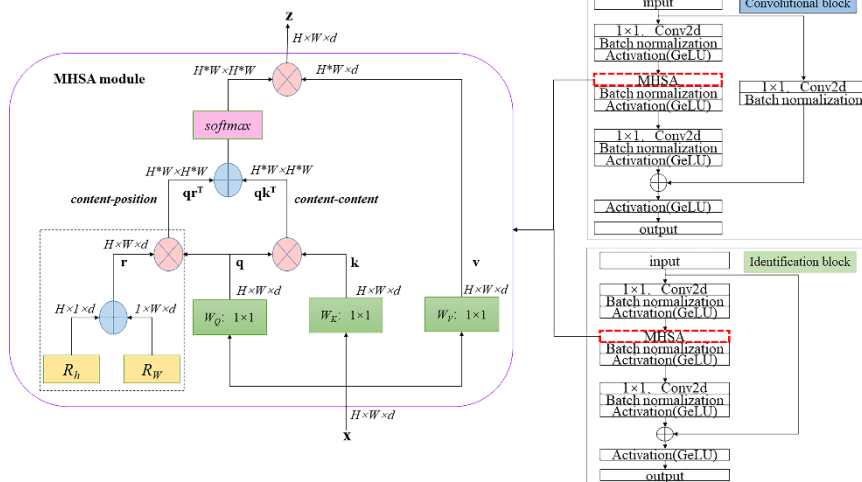 z
H×W×d
MHSA module
H*W×H*W
H*W×d
softmax
H*W×H*W
H*W×H*W
content-position
qrᵀ
qkᵀ
content-content
H×W×d
r
q
k
v
H×W×d
H×W×d
H×W×d
H×1×d
1×W×d
W_Q: 1×1
W_K: 1×1
W_V: 1×1
R_h
R_W
H×W×d
x
input
Convolutional block
1×1, Conv2d
Batch normalization
Activation(GeLU)
MHSA
Batch normalization
Activation(GeLU)
1×1, Conv2d
Batch normalization
1×1, Conv2d
Batch normalization
Activation(GeLU)
Activation(GeLU)
output
input
Identification block
1×1, Conv2d
Batch normalization
Activation(GeLU)
MHSA
Batch normalization
Activation(GeLU)
1×1, Conv2d
Batch normalization
Activation(GeLU)
Activation(GeLU)
output